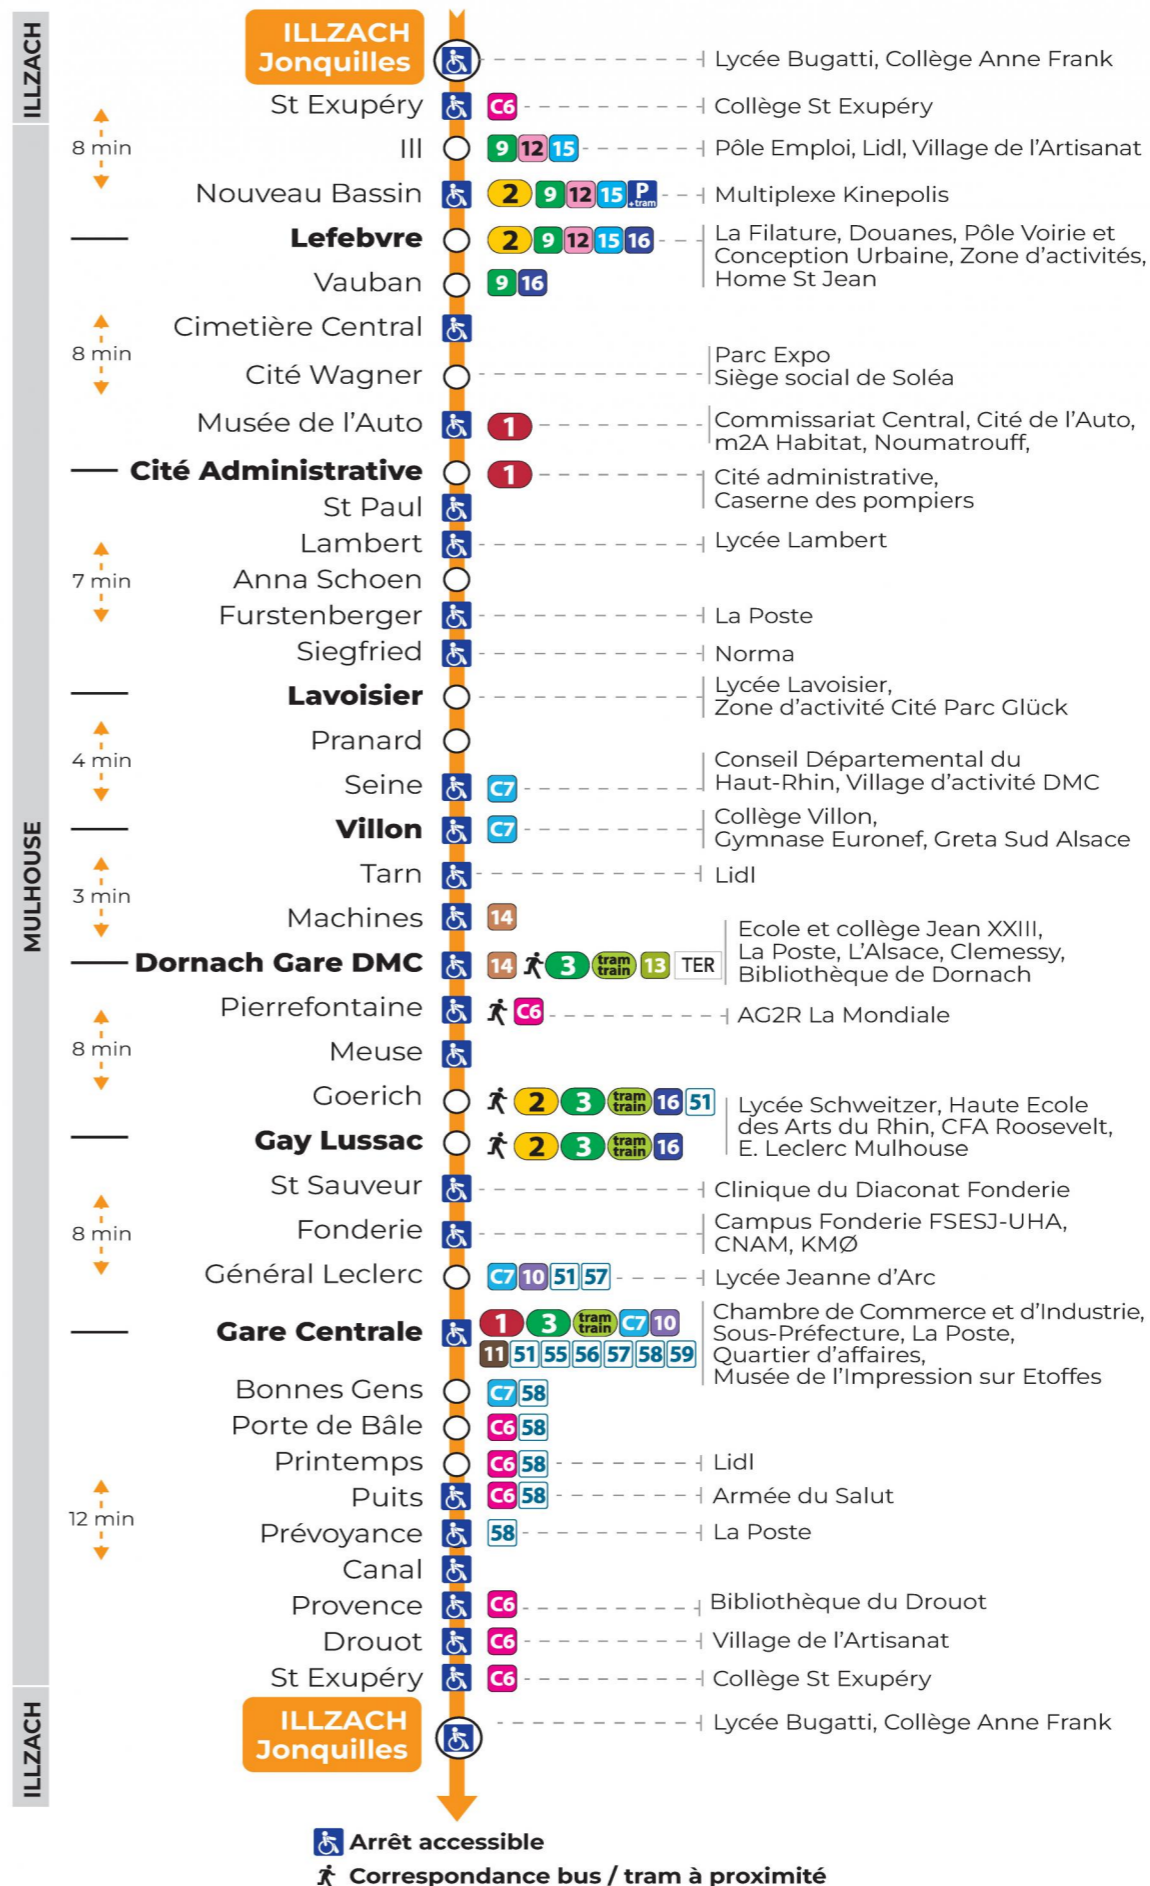 ILLZACH
ILLZACH
Jonquilles
Lycée Bugatti, Collège Anne Frank
St Exupéry C6 Collège St Exupéry
MULHOUSE
8 min
Ill 9 12 15 Pôle Emploi, Lidl, Village de l'Artisanat
Nouveau Bassin 2 9 12 15 P +tram Multiplexe Kinepolis
Lefebvre 2 9 12 15 16
La Filature, Douanes, Pôle Voirie et
Conception Urbaine, Zone d'activités,
Home St Jean
Vauban 9 16
Cimetière Central
8 min
Cité Wagner
Parc Expo
Siège social de Soléa
Musée de l'Auto 1
Commissariat Central, Cité de l'Auto,
m2A Habitat, Noumatrouff,
Cité Administrative 1
Cité administrative,
Caserne des pompiers
St Paul
Lambert Lycée Lambert
7 min
Anna Schoen
Furstenberger La Poste
Siegfried Norma
Lavoisier
Lycée Lavoisier,
Zone d'activité Cité Parc Glück
Pranard
4 min
Seine C7
Conseil Départemental du
Haut-Rhin, Village d'activité DMC
Villon C7
Collège Villon,
Gymnase Euronef, Greta Sud Alsace
Tarn Lidl
3 min
Machines 14
Dornach Gare DMC 14 3 tram train 13 TER
Ecole et collège Jean XXIII,
La Poste, L'Alsace, Clemessy,
Bibliothèque de Dornach
Pierrefontaine C6 AG2R La Mondiale
8 min
Meuse
Goerich 2 3 tram train 16 51
Gay Lussac 2 3 tram train 16
Lycée Schweitzer, Haute Ecole
des Arts du Rhin, CFA Roosevelt,
E. Leclerc Mulhouse
St Sauveur Clinique du Diaconat Fonderie
8 min
Fonderie
Campus Fonderie FSESJ-UHA,
CNAM, KMØ
Général Leclerc C7 10 51 57 Lycée Jeanne d'Arc
Gare Centrale 1 3 tram train C7 10
11 51 55 56 57 58 59
Chambre de Commerce et d'Industrie,
Sous-Préfecture, La Poste,
Quartier d'affaires,
Musée de l'Impression sur Etoffes
Bonnes Gens C7 58
Porte de Bâle C6 58
Printemps C6 58 Lidl
Puits C6 58 Armée du Salut
12 min
Prévoyance 58 La Poste
Canal
Provence C6 Bibliothèque du Drouot
Drouot C6 Village de l'Artisanat
St Exupéry C6 Collège St Exupéry
ILLZACH
ILLZACH
Jonquilles
Lycée Bugatti, Collège Anne Frank
Arrêt accessible
Correspondance bus / tram à proximité